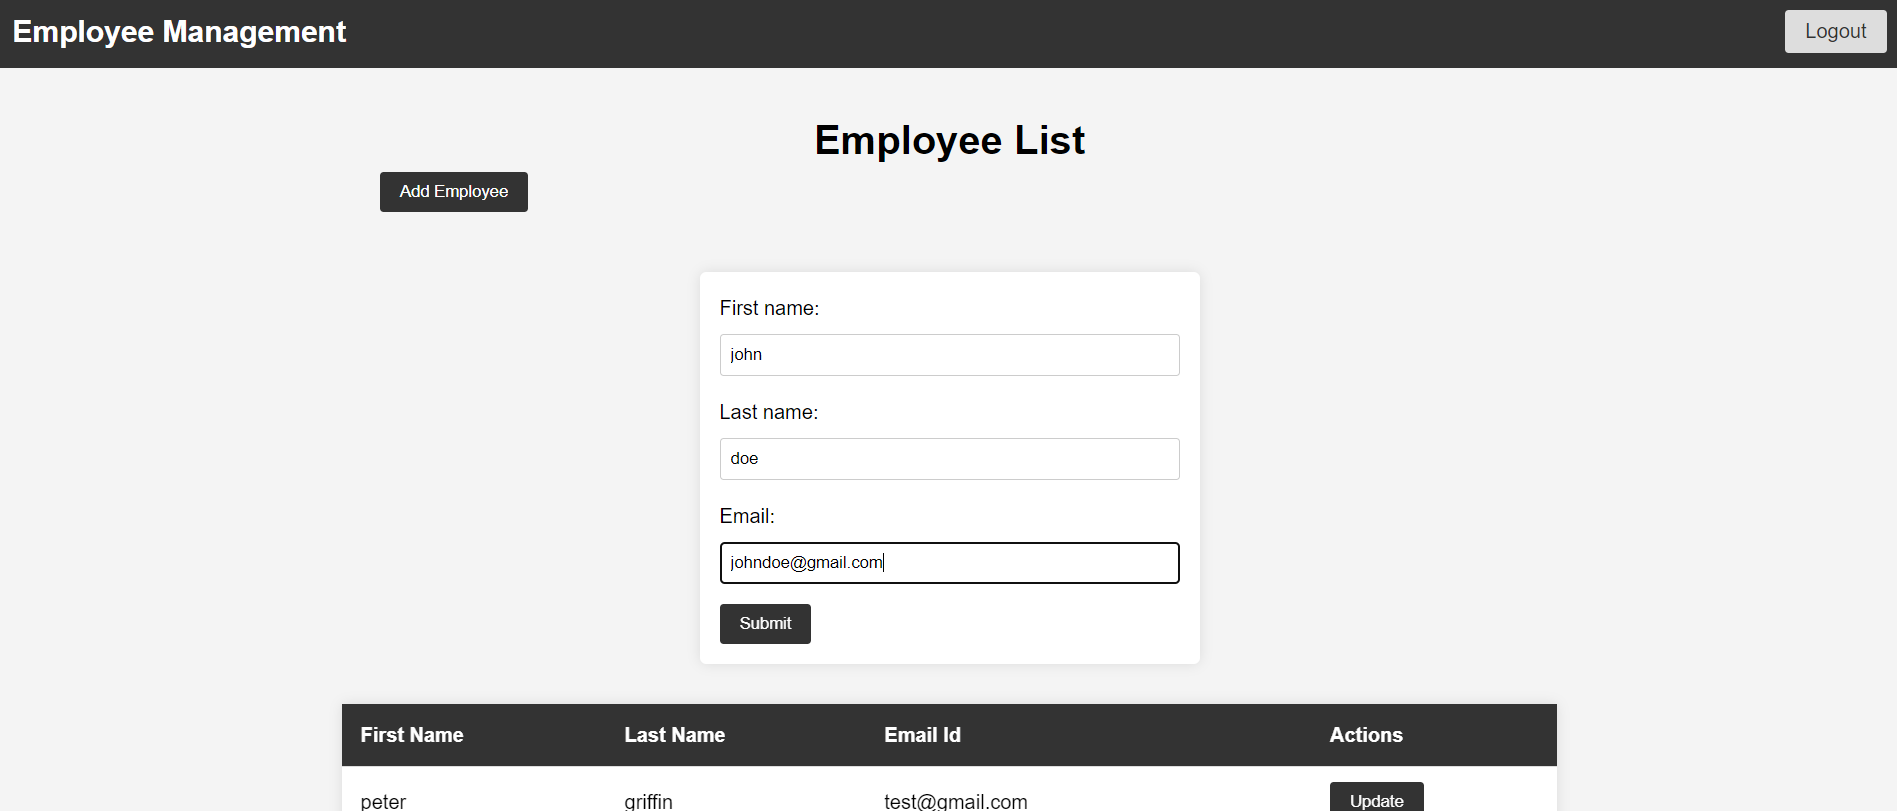 Employee Management
Logout
Employee List
Add Employee
First name:
john
Last name:
doe
Email:
johndoe@gmail.com
Submit
First Name Last Name Email Id Actions
peter griffin test@gmail.com Update